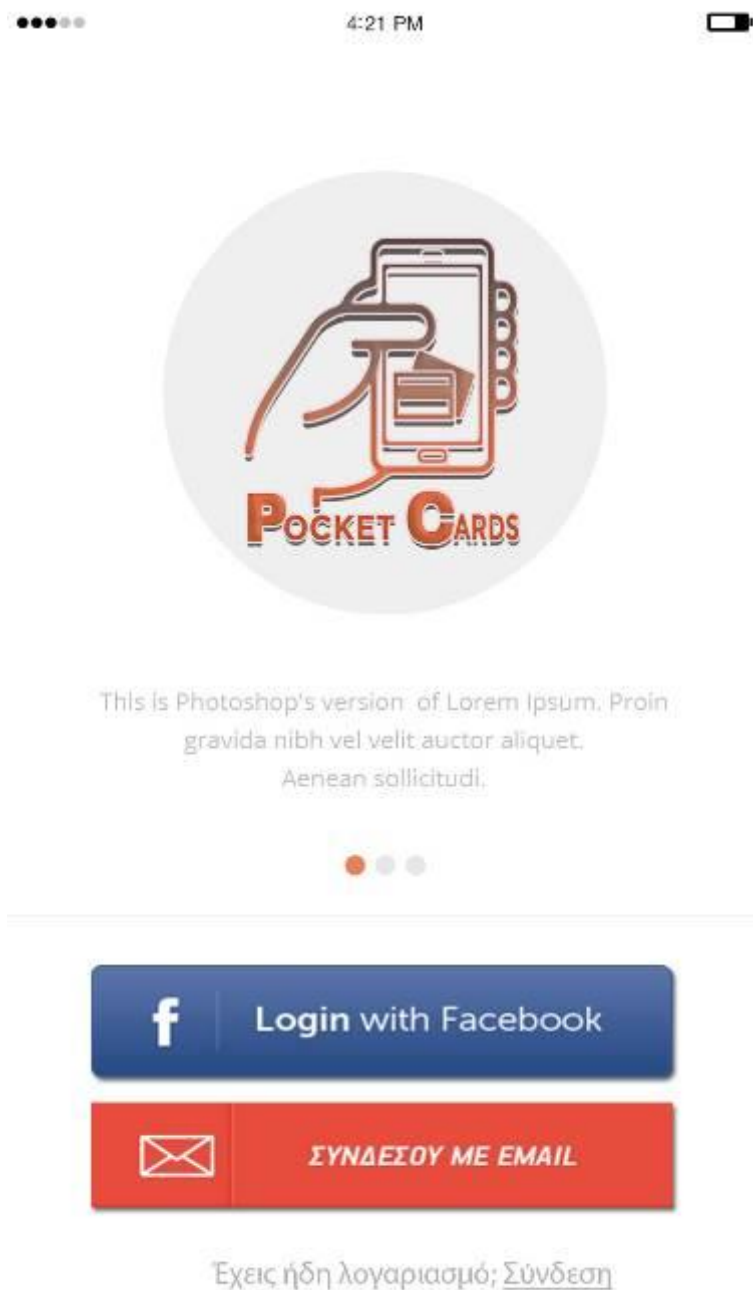 4:21 PM
POCKET CARDS
This is Photoshop's version of Lorem Ipsum. Proin
gravida nibh vel velit auctor aliquet.
Aenean sollicitudi.
f
Login with Facebook
ΣΥΝΔΕΣΟΥ ΜΕ EMAIL
Έχεις ήδη λογαριασμό; Σύνδεση